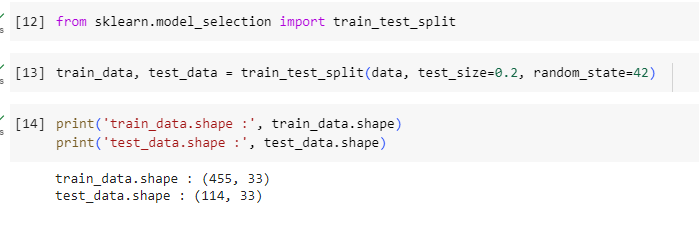 [12] from sklearn.model_selection import train_test_split
[13] train_data, test_data = train_test_split(data, test_size=0.2, random_state=42)
[14] print('train_data.shape :', train_data.shape)
print('test_data.shape :', test_data.shape)
train_data.shape : (455, 33)
test_data.shape : (114, 33)